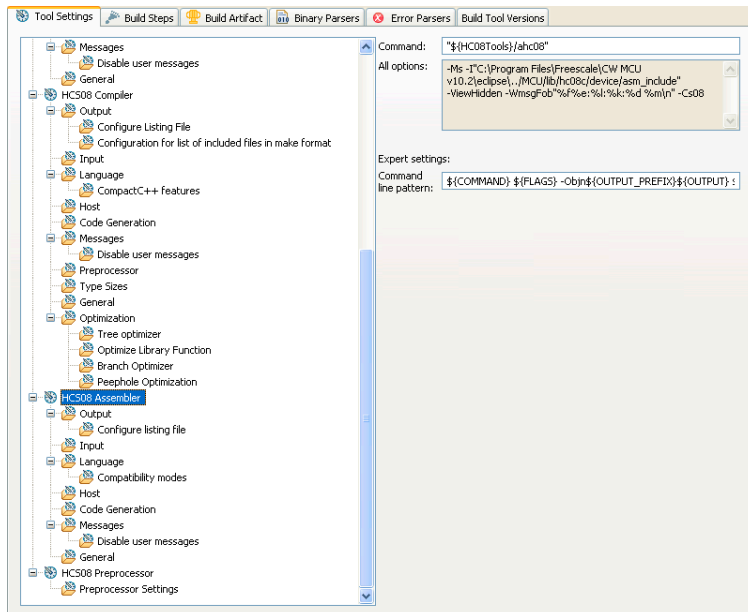 Tool Settings Build Steps Build Artifact Binary Parsers Error Parsers Build Tool Versions
Messages
Disable user messages
General
HCS08 Compiler
Output
Configure Listing File
Configuration for list of included files in make format
Input
Language
CompactC++ features
Host
Code Generation
Messages
Disable user messages
Preprocessor
Type Sizes
General
Optimization
Tree optimizer
Optimize Library Function
Branch Optimizer
Peephole Optimization
HCS08 Assembler
Output
Configure listing file
Input
Language
Compatibility modes
Host
Code Generation
Messages
Disable user messages
General
HCS08 Preprocessor
Preprocessor Settings
Command: "${HC08Tools}/ahc08"
All options: -Ms -I"C:\Program Files\Freescale\CW MCU
v10.2\eclipse\../MCU/lib/hc08c/device/asm_include"
-ViewHidden -WmsgFob"%f%e:%l:%k:%d %m\n" -Cs08
Expert settings:
Command
line pattern: ${COMMAND} ${FLAGS} -Objn${OUTPUT_PREFIX}${OUTPUT}